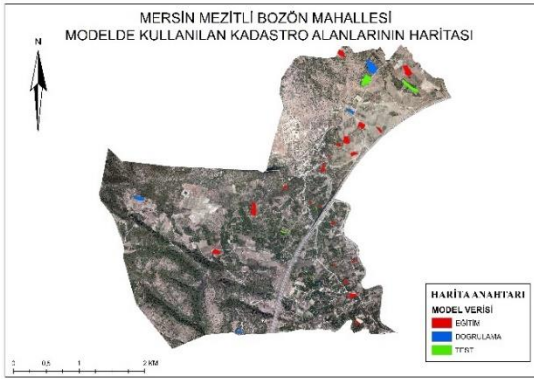 MERSİN MEZİTLİ BOZÖN MAHALLESİ
MODELDE KULLANILAN KADASTRO ALANLARININ HARİTASI
N
HARİTA ANAHTARI
MODEL VERİSİ
EĞİTİM
DOĞRULAMA
TEST
0 0,5 1 2 KM